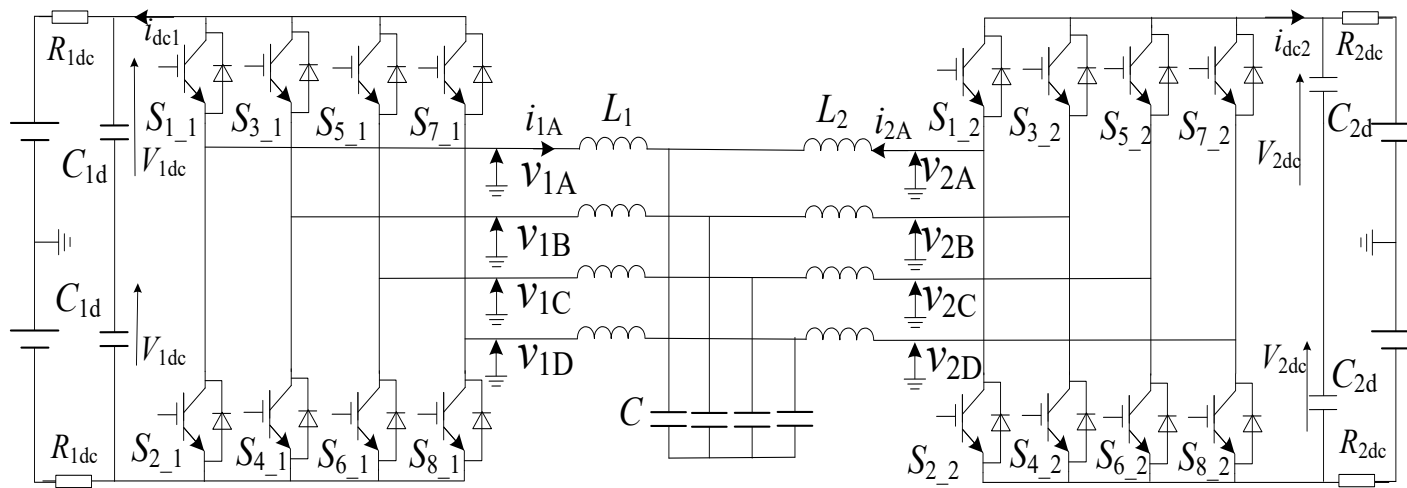 R1dc
idc1
S1_1
S3_1
S5_1
S7_1
C1d
V1dc
i1A
L1
L2
i2A
v1A
v2A
v1B
v2B
v1C
v2C
v1D
v2D
C
C1d
V1dc
R1dc
S2_1
S4_1
S6_1
S8_1
S1_2
S3_2
S5_2
S7_2
idc2
R2dc
C2d
V2dc
V2dc
C2d
R2dc
S2_2
S4_2
S6_2
S8_2